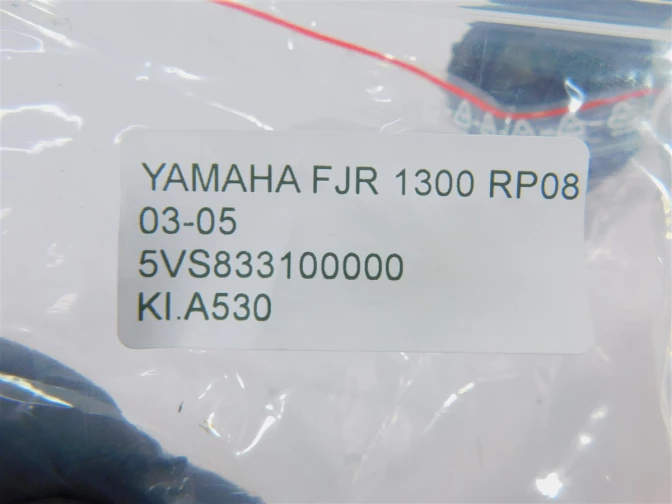 YAMAHA FJR 1300 RP08
03-05
5VS833100000
KI.A530